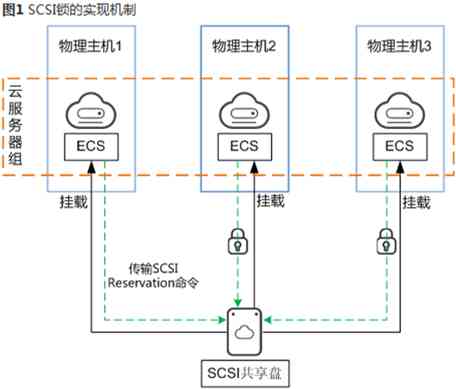 图1 SCSI锁的实现机制
物理主机1
物理主机2
物理主机3
云服务器组
ECS
ECS
ECS
挂载
挂载
挂载
传输SCSI
Reservation命令
SCSI共享盘